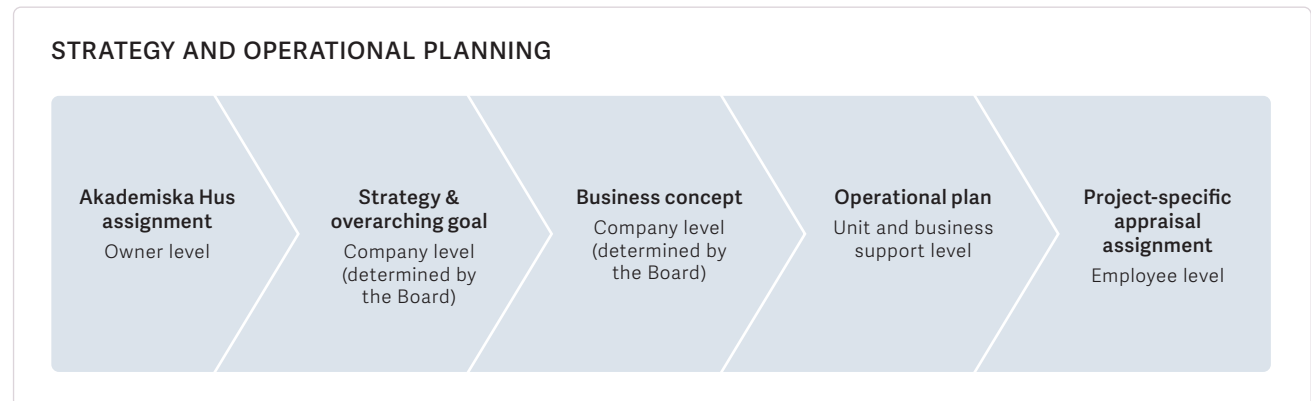 STRATEGY AND OPERATIONAL PLANNING
Akademiska Hus
assignment
Owner level
Strategy &
overarching goal
Company level
(determined by
the Board)
Business concept
Company level
(determined by
the Board)
Operational plan
Unit and business
support level
Project-specific
appraisal
assignment
Employee level